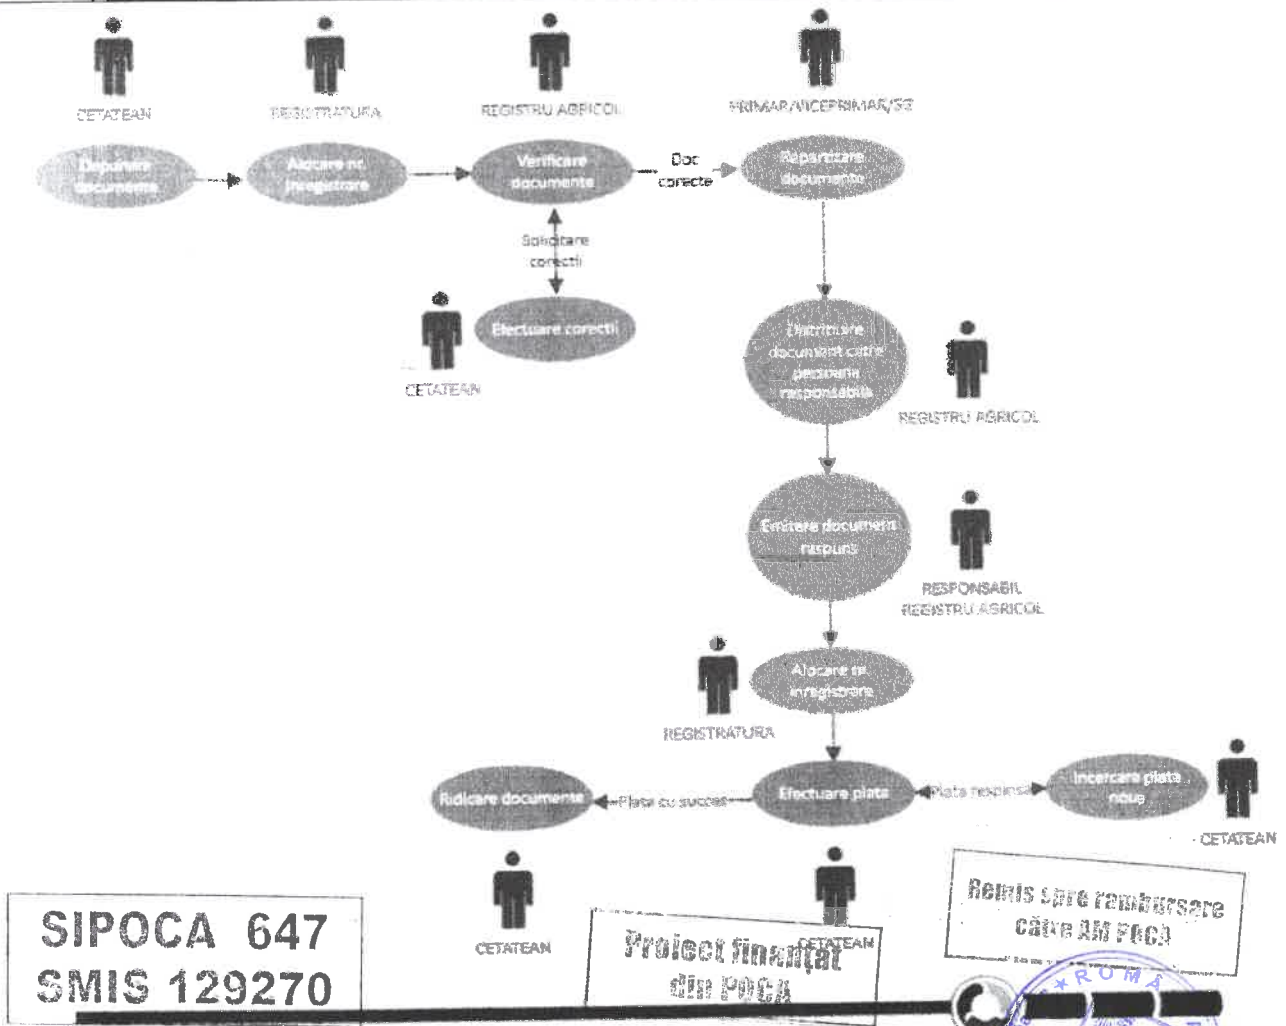 CETATEAN
REGISTRATURA
REGISTRU AGRICOL
PRIMAR/VICEPRIMAR/SG
Depunere
documente
Alocare nr.
inregistrare
Verificare
documente
Doc
corecte
Repartizare
documente
Solicitare
corectii
Efectuare corectii
CETATEAN
Distribuire
document catre
persoana
responsabila
REGISTRU AGRICOL
Emitere document
raspuns
RESPONSABIL
REGISTRU AGRICOL
Alocare nr.
inregistrare
REGISTRATURA
Ridicare documente
Plata cu succes
Efectuare plata
Plata respinsa
Incercare plata
noua
CETATEAN
CETATEAN
CETATEAN
SIPOCA 647
SMIS 129270
Proiect finanțat
din POCA
Remis spre rambursare
către AM POCA
ROMÂ